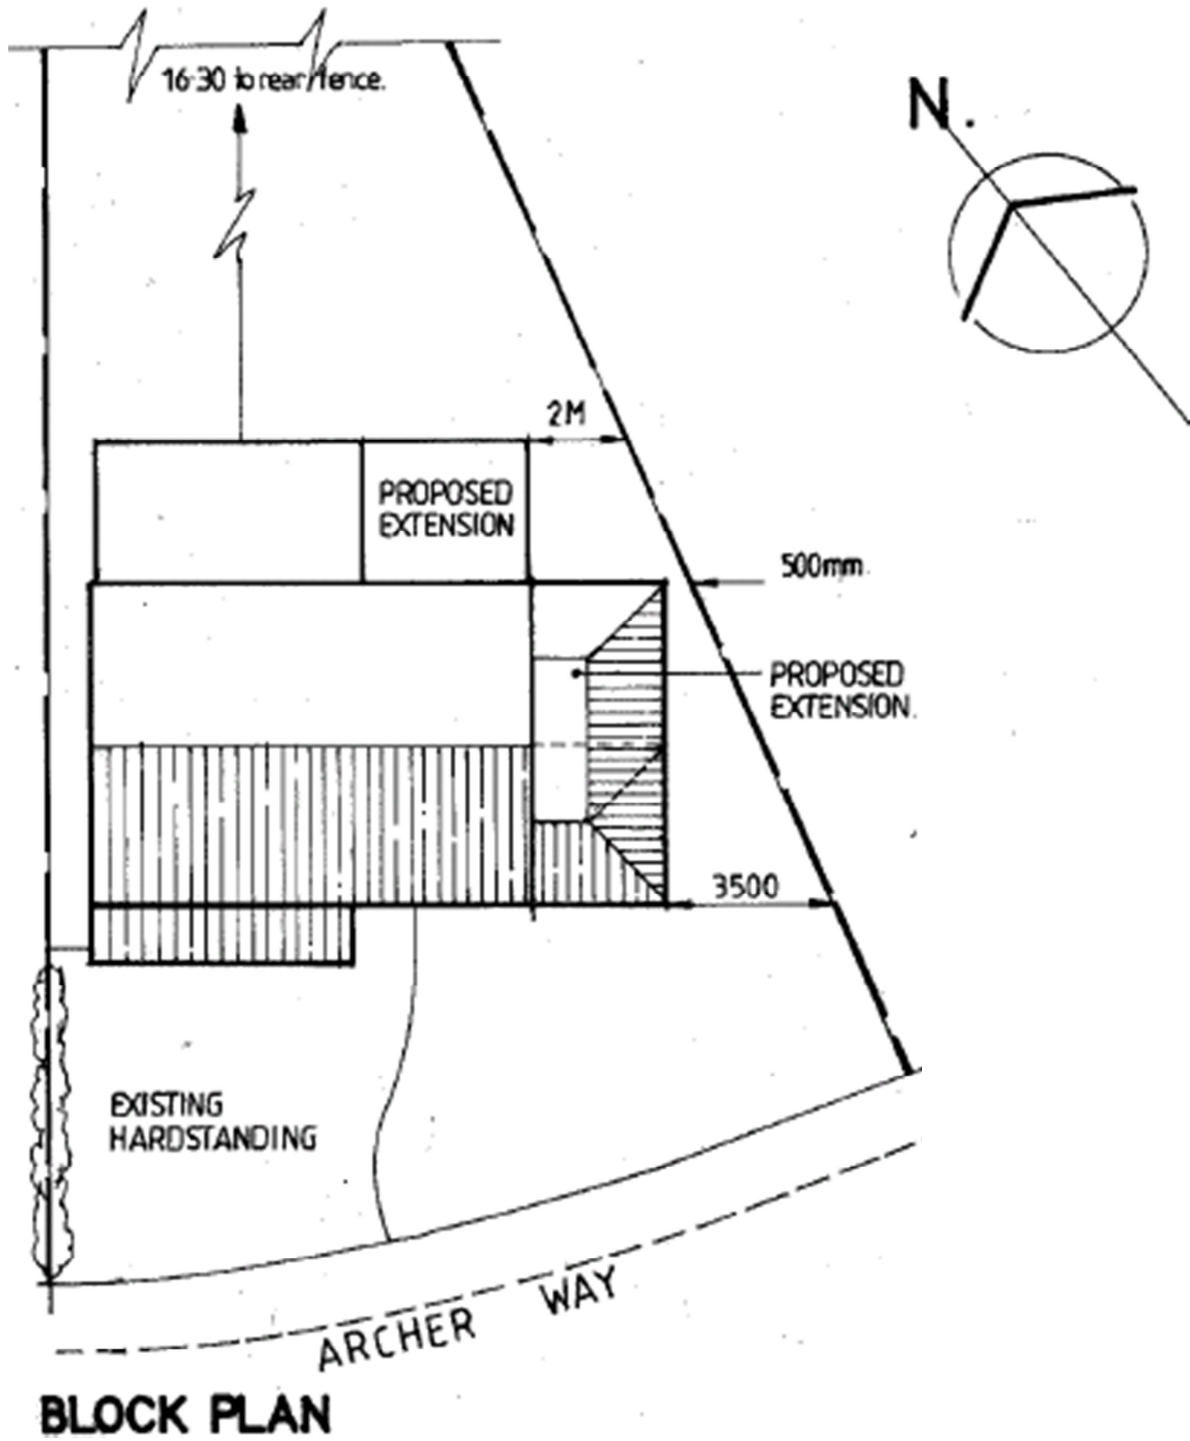 16·30 to rear fence.
N.
2M
PROPOSED
EXTENSION
500mm.
PROPOSED
EXTENSION.
3500
EXISTING
HARDSTANDING
ARCHER WAY
BLOCK PLAN